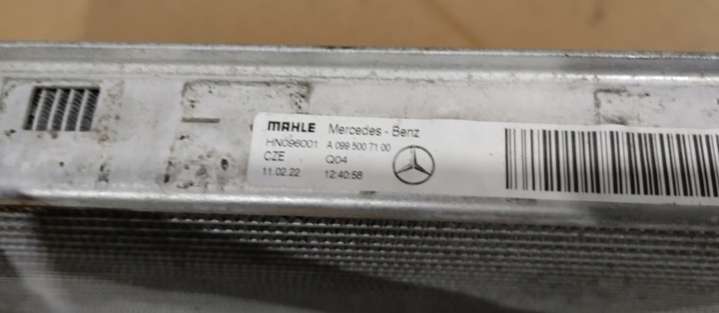 MAHLE Mercedes - Benz
HN096001 A 099 500 71 00
CZE Q04
11.02.22 12:40:58